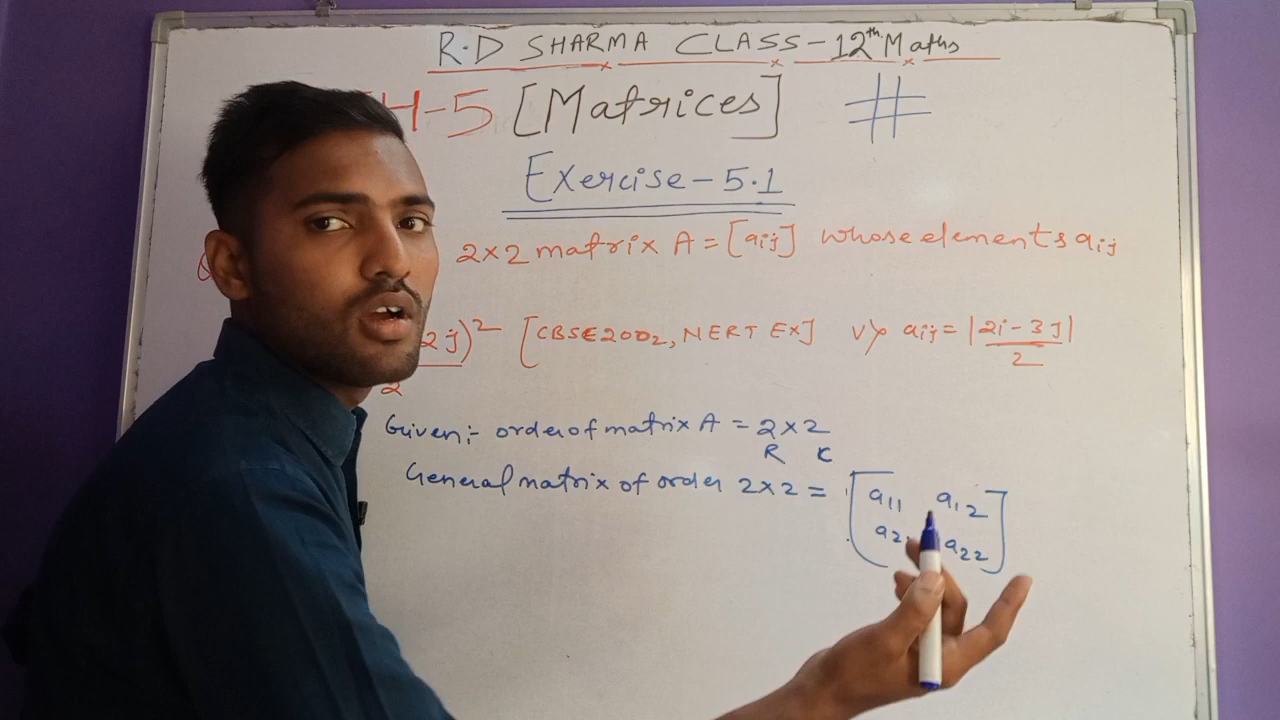 R.D SHARMA CLASS-12th Maths
H-5 [Matrices] #
Exercise-5.1
2×2 matrix A = [aij] whose elements aij
2j)²/2 [CBSE2002, NERT EX] v) aij = |2i-3j|/2
Given:- order of matrix A = 2×2
R C
General matrix of order 2×2 = [a11 a12
a2 a22]